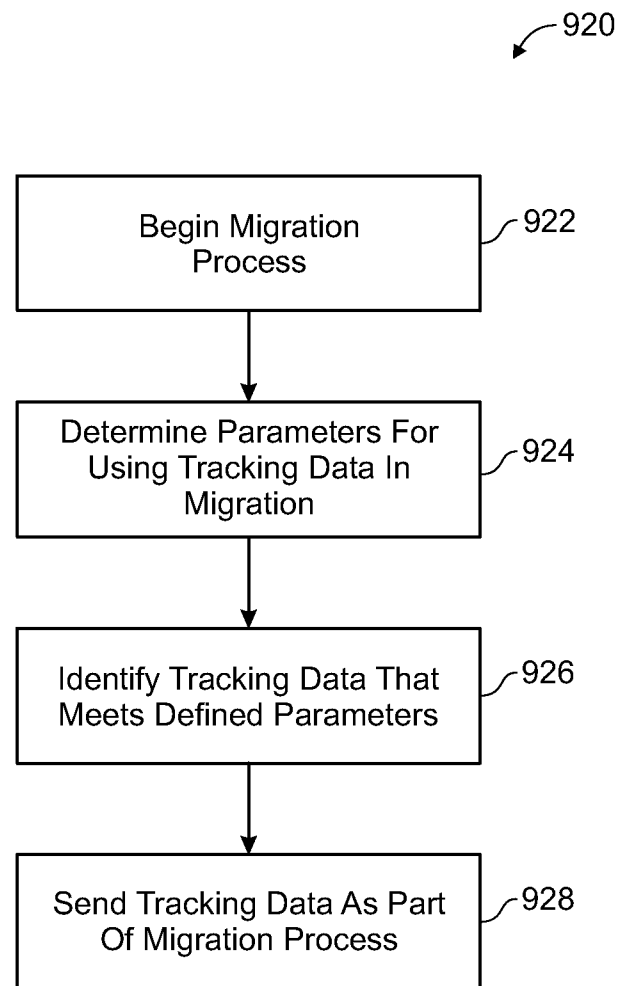 920
Begin Migration
Process
922
Determine Parameters For
Using Tracking Data In
Migration
924
Identify Tracking Data That
Meets Defined Parameters
926
Send Tracking Data As Part
Of Migration Process
928